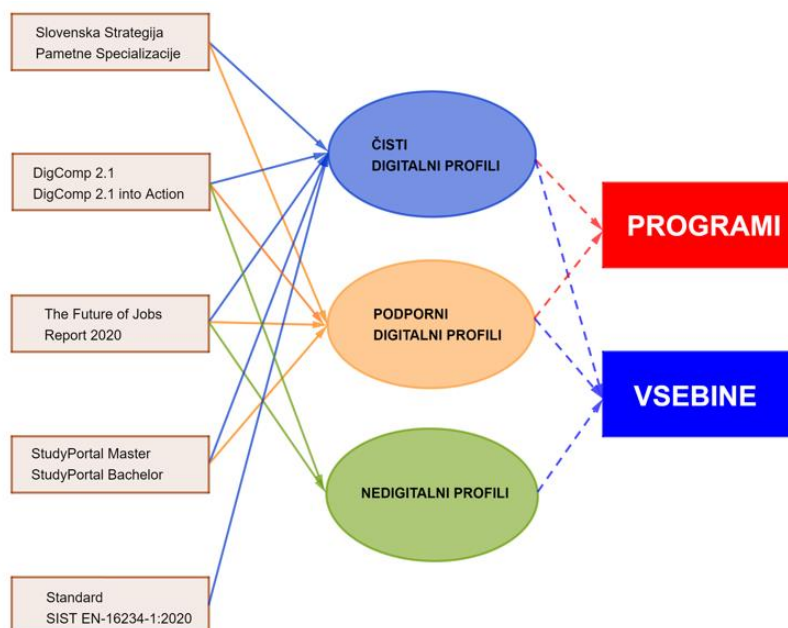 Slovenska Strategija
Pametne Specializacije
DigComp 2.1
DigComp 2.1 into Action
The Future of Jobs
Report 2020
StudyPortal Master
StudyPortal Bachelor
Standard
SIST EN-16234-1:2020
ČISTI
DIGITALNI PROFILI
PODPORNI
DIGITALNI PROFILI
NEDIGITALNI PROFILI
PROGRAMI
VSEBINE